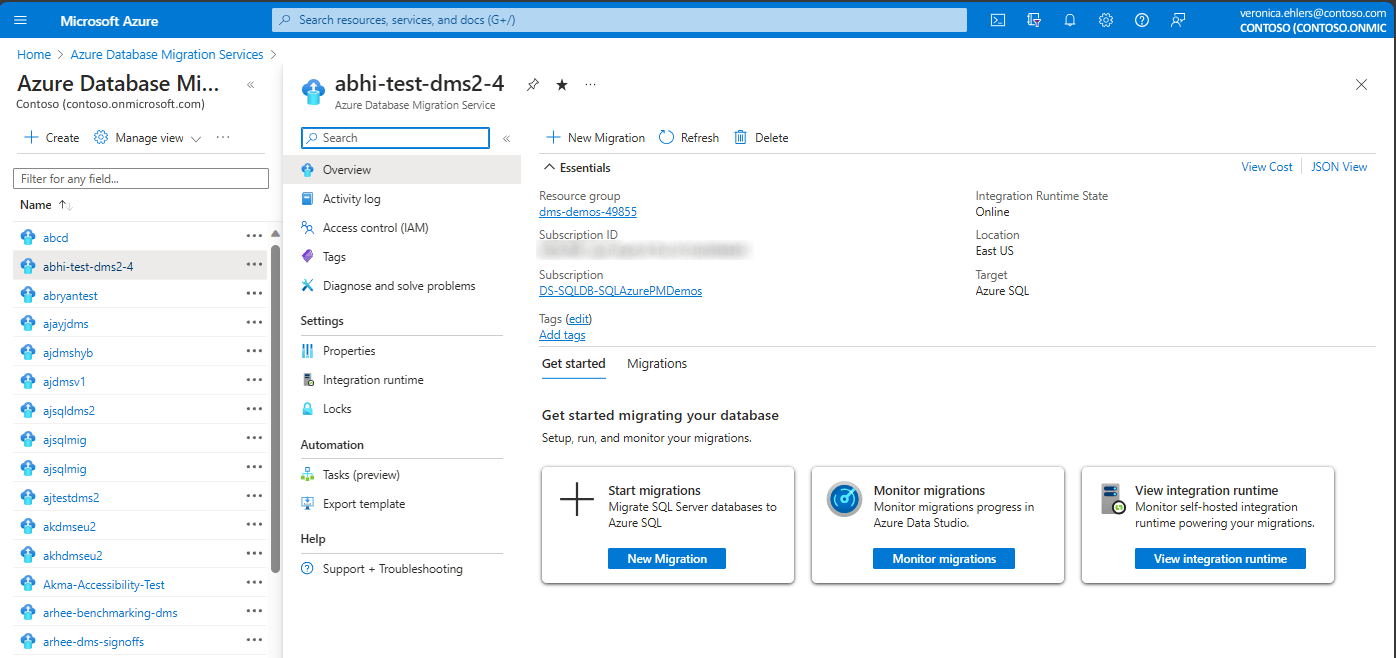 Microsoft Azure
Search resources, services, and docs (G+/)
veronica.ehlers@contoso.com
CONTOSO (CONTOSO.ONMIC
Home > Azure Database Migration Services >
Azure Database Mi...
Contoso (contoso.onmicrosoft.com)
Create
Manage view
Filter for any field...
Name
abcd
abhi-test-dms2-4
abryantest
ajayjdms
ajdmshyb
ajdmsv1
ajsqldms2
ajsqlmig
ajsqlmig
ajtestdms2
akdmseu2
akhdmseu2
Akma-Accessibility-Test
arhee-benchmarking-dms
arhee-dms-signoffs
abhi-test-dms2-4
Azure Database Migration Service
Search
Overview
Activity log
Access control (IAM)
Tags
Diagnose and solve problems
Settings
Properties
Integration runtime
Locks
Automation
Tasks (preview)
Export template
Help
Support + Troubleshooting
New Migration
Refresh
Delete
Essentials
View Cost
JSON View
Resource group
dms-demos-49855
Subscription ID
Subscription
DS-SQLDB-SQLAzurePMDemos
Tags (edit)
Add tags
Integration Runtime State
Online
Location
East US
Target
Azure SQL
Get started
Migrations
Get started migrating your database
Setup, run, and monitor your migrations.
Start migrations
Migrate SQL Server databases to
Azure SQL
New Migration
Monitor migrations
Monitor migrations progress in
Azure Data Studio.
Monitor migrations
View integration runtime
Monitor self-hosted integration
runtime powering your migrations.
View integration runtime